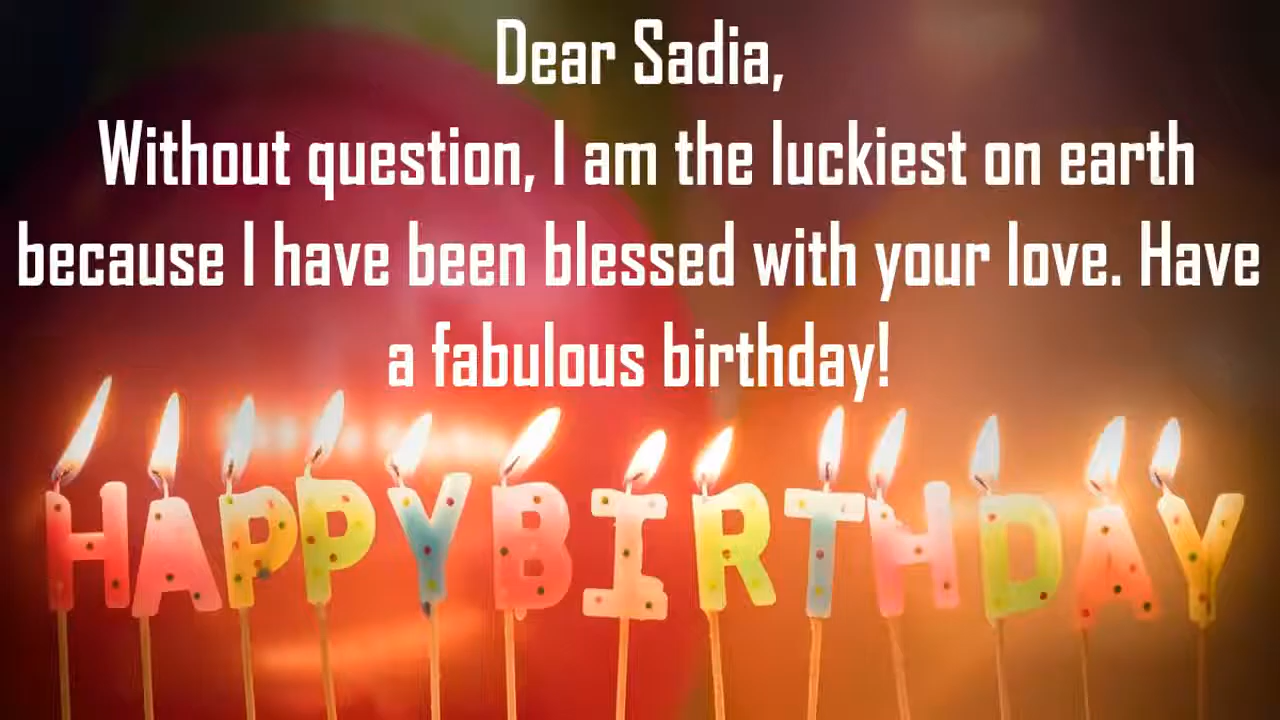 Dear Sadia,
Without question, I am the luckiest on earth
because I have been blessed with your love. Have
a fabulous birthday!
HAPPY BIRTHDAY